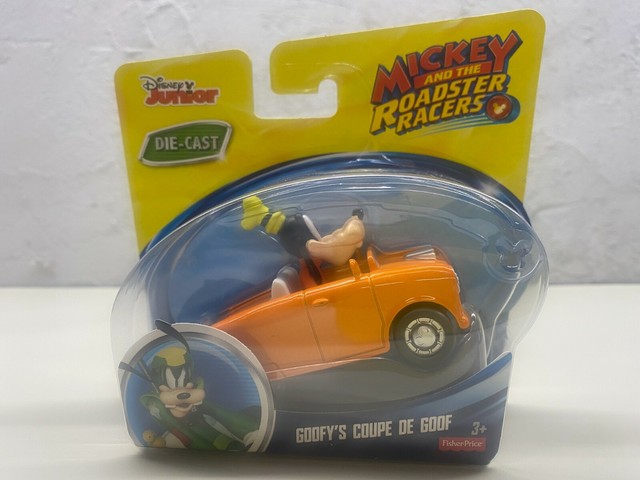 Disney
Junior
DIE-CAST
MICKEY
AND THE
ROADSTER
RACERS
GOOFY'S COUPE DE GOOF
3+
Fisher-Price